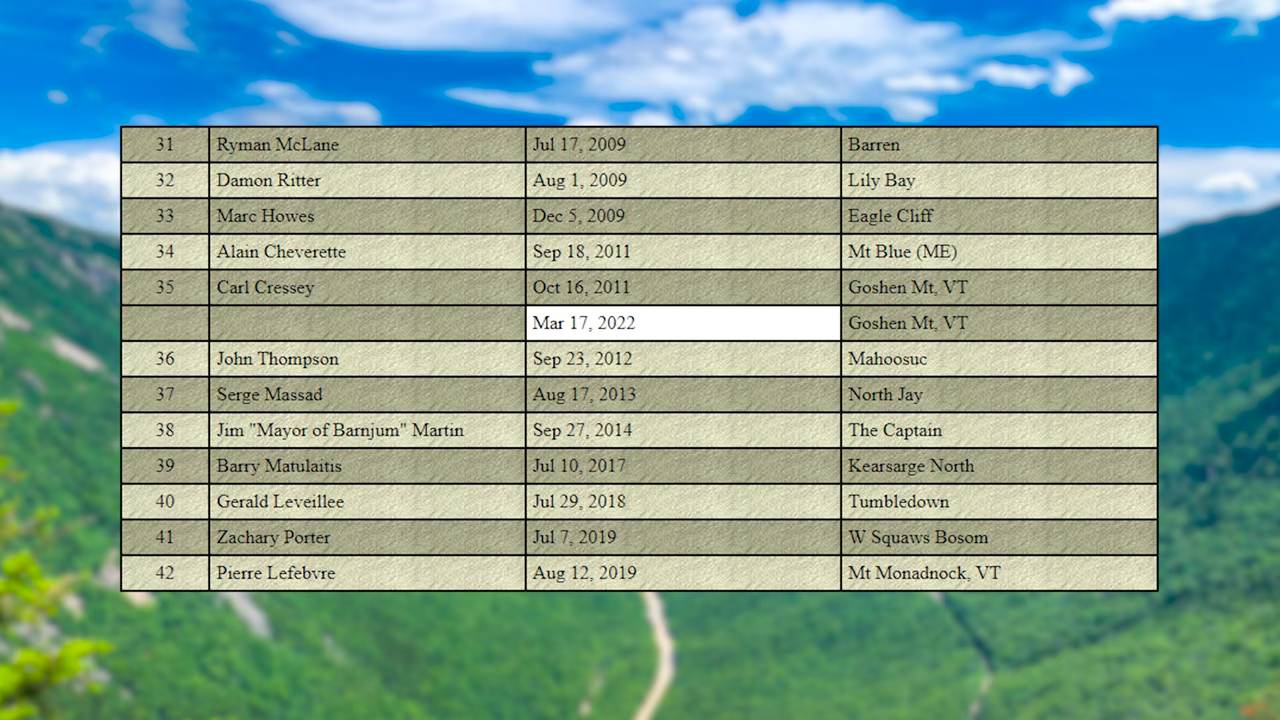 31 Ryman McLane Jul 17, 2009 Barren
32 Damon Ritter Aug 1, 2009 Lily Bay
33 Marc Howes Dec 5, 2009 Eagle Cliff
34 Alain Cheverette Sep 18, 2011 Mt Blue (ME)
35 Carl Cressey Oct 16, 2011 Goshen Mt, VT
Mar 17, 2022 Goshen Mt, VT
36 John Thompson Sep 23, 2012 Mahoosuc
37 Serge Massad Aug 17, 2013 North Jay
38 Jim "Mayor of Barnjum" Martin Sep 27, 2014 The Captain
39 Barry Matulaitis Jul 10, 2017 Kearsarge North
40 Gerald Leveillee Jul 29, 2018 Tumbledown
41 Zachary Porter Jul 7, 2019 W Squaws Bosom
42 Pierre Lefebvre Aug 12, 2019 Mt Monadnock, VT